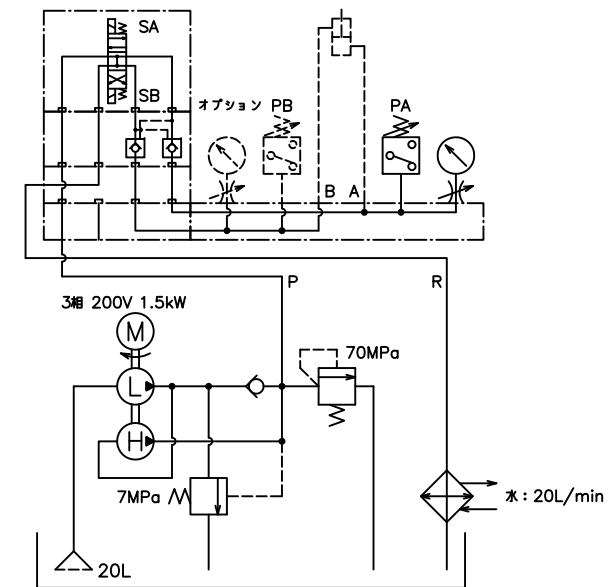 SA
SB
オプション
PB
PA
B
A
P
R
3相 200V 1.5kW
M
L
H
70MPa
7MPa
水：20L/min
20L